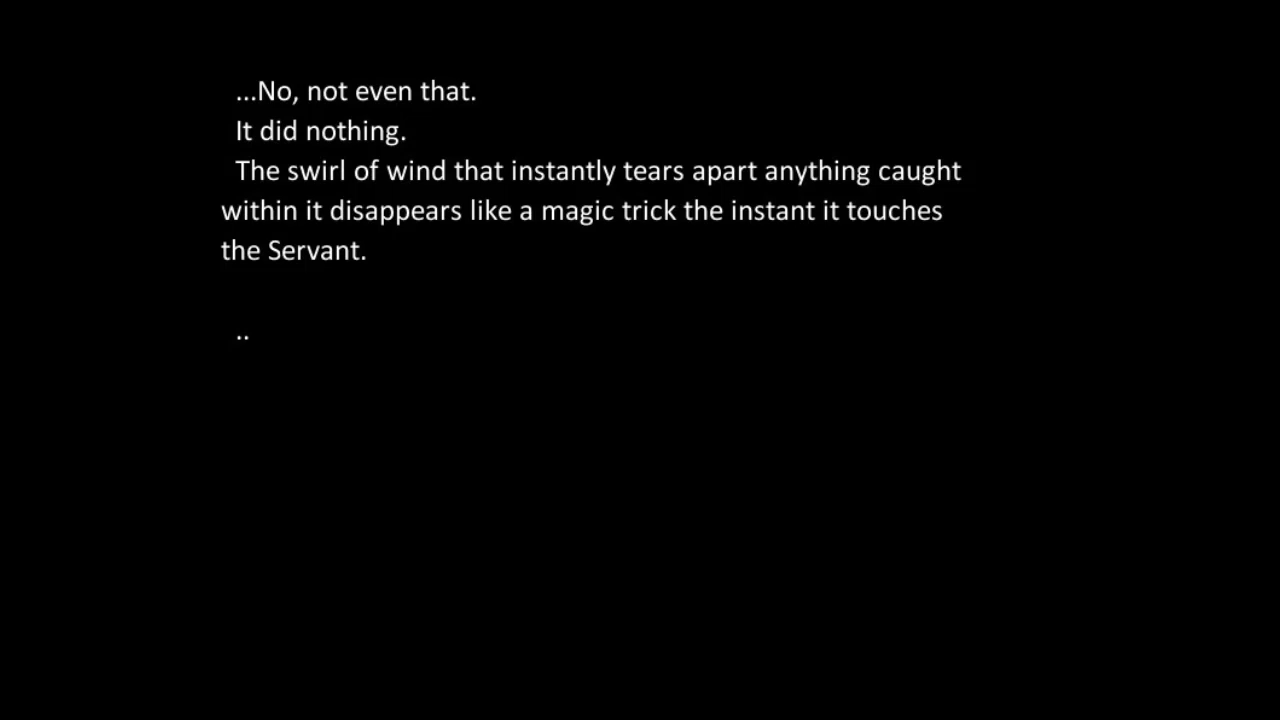 ...No, not even that.
It did nothing.
The swirl of wind that instantly tears apart anything caught
within it disappears like a magic trick the instant it touches
the Servant.
..